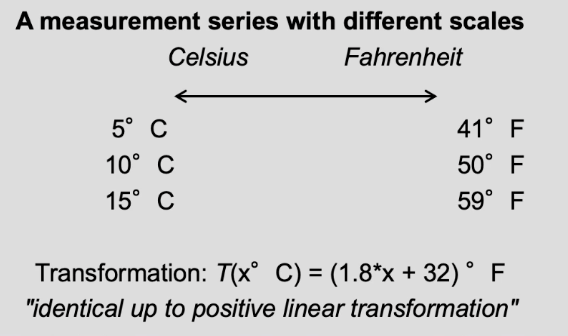 A measurement series with different scales
Celsius Fahrenheit
5° C 41° F
10° C 50° F
15° C 59° F
Transformation: T(x° C) = (1.8*x + 32) ° F
"identical up to positive linear transformation"